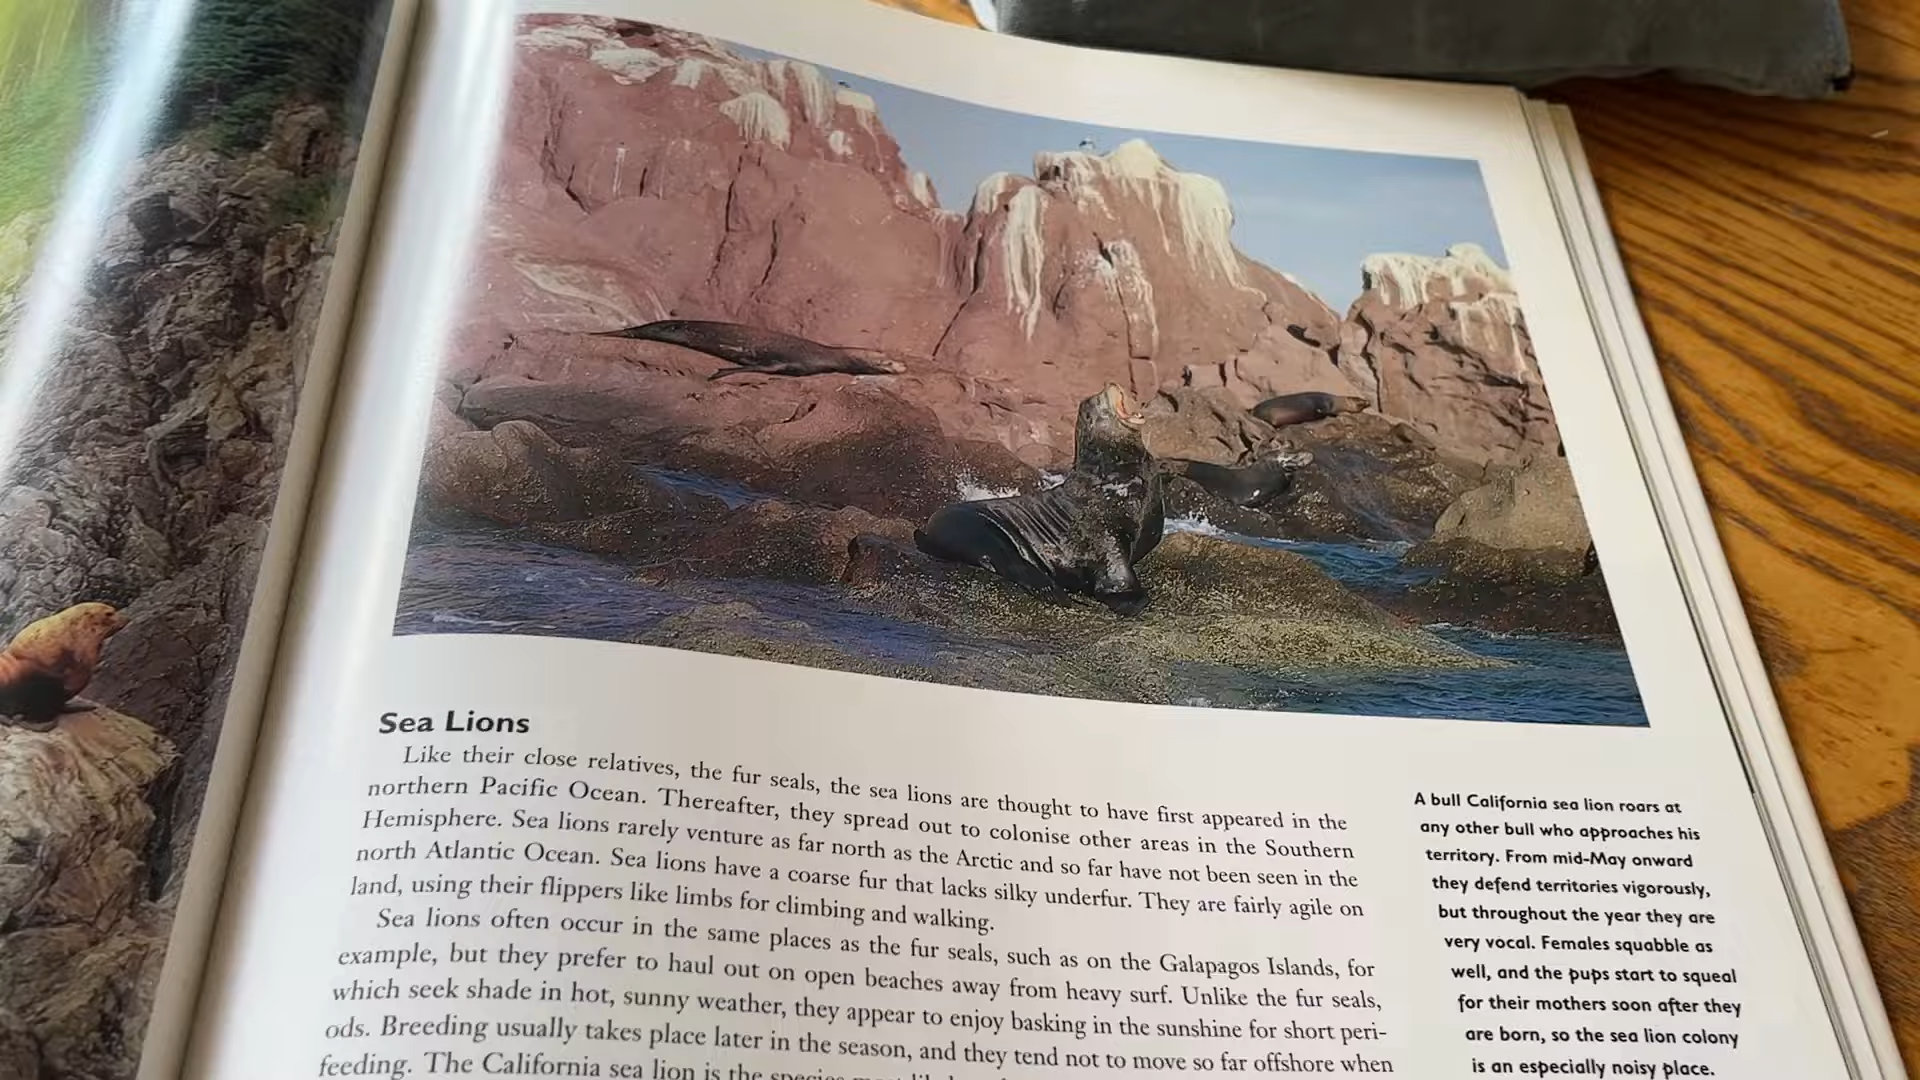 Sea Lions
Like their close relatives, the fur seals, the sea lions are thought to have first appeared in the
northern Pacific Ocean. Thereafter, they spread out to colonise other areas in the Southern
Hemisphere. Sea lions rarely venture as far north as the Arctic and so far have not been seen in the
north Atlantic Ocean. Sea lions have a coarse fur that lacks silky underfur. They are fairly agile on
land, using their flippers like limbs for climbing and walking.
Sea lions often occur in the same places as the fur seals, such as on the Galapagos Islands, for
example, but they prefer to haul out on open beaches away from heavy surf. Unlike the fur seals,
which seek shade in hot, sunny weather, they appear to enjoy basking in the sunshine for short peri-
ods. Breeding usually takes place later in the season, and they tend not to move so far offshore when
feeding. The California sea lion is the species
A bull California sea lion roars at
any other bull who approaches his
territory. From mid-May onward
they defend territories vigorously,
but throughout the year they are
very vocal. Females squabble as
well, and the pups start to squeal
for their mothers soon after they
are born, so the sea lion colony
is an especially noisy place.